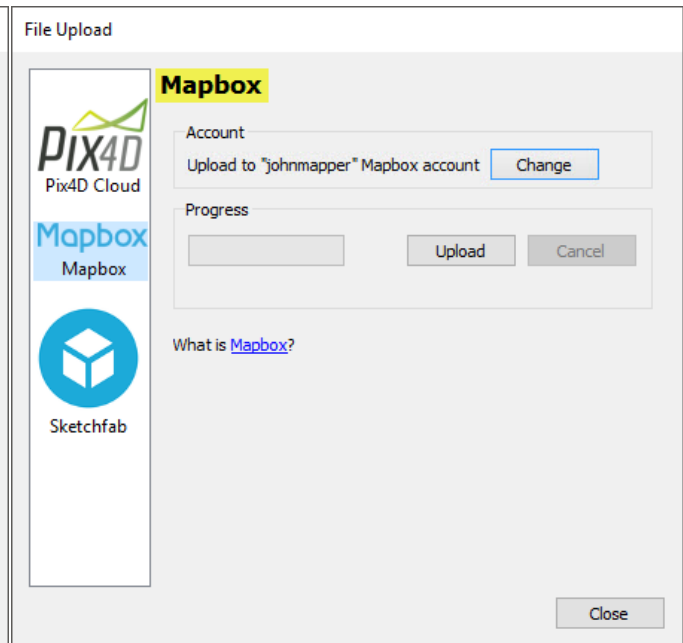 File Upload
PIX4D
Pix4D Cloud
Mapbox
Mapbox
Sketchfab
Mapbox
Account
Upload to "johnmapper" Mapbox account
Change
Progress
Upload
Cancel
What is Mapbox?
Close